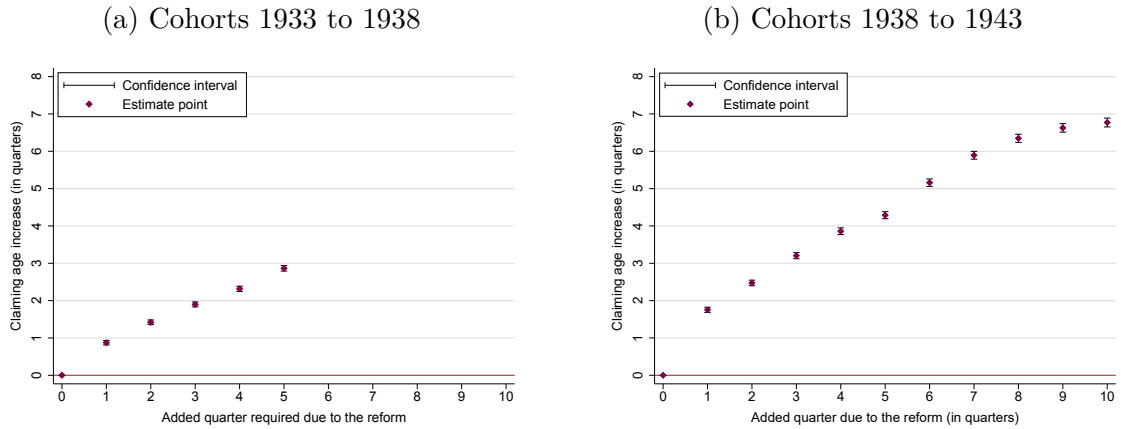 (a) Cohorts 1933 to 1938
Confidence interval
Estimate point
Claiming age increase (in quarters)
8
7
6
5
4
3
2
1
0
0 1 2 3 4 5 6 7 8 9 10
Added quarter required due to the reform
(b) Cohorts 1938 to 1943
Confidence interval
Estimate point
Claiming age increase (in quarters)
8
7
6
5
4
3
2
1
0
0 1 2 3 4 5 6 7 8 9 10
Added quarter due to the reform (in quarters)